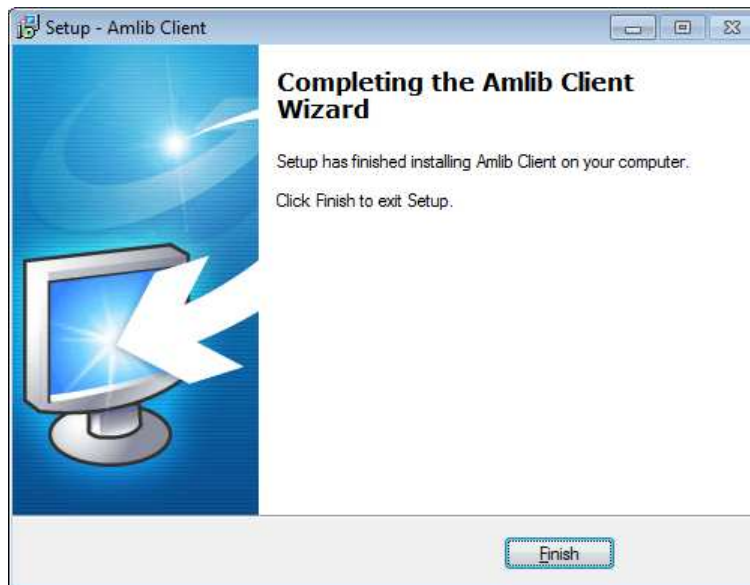 Setup - Amlib Client
Completing the Amlib Client
Wizard
Setup has finished installing Amlib Client on your computer.
Click Finish to exit Setup.
Finish